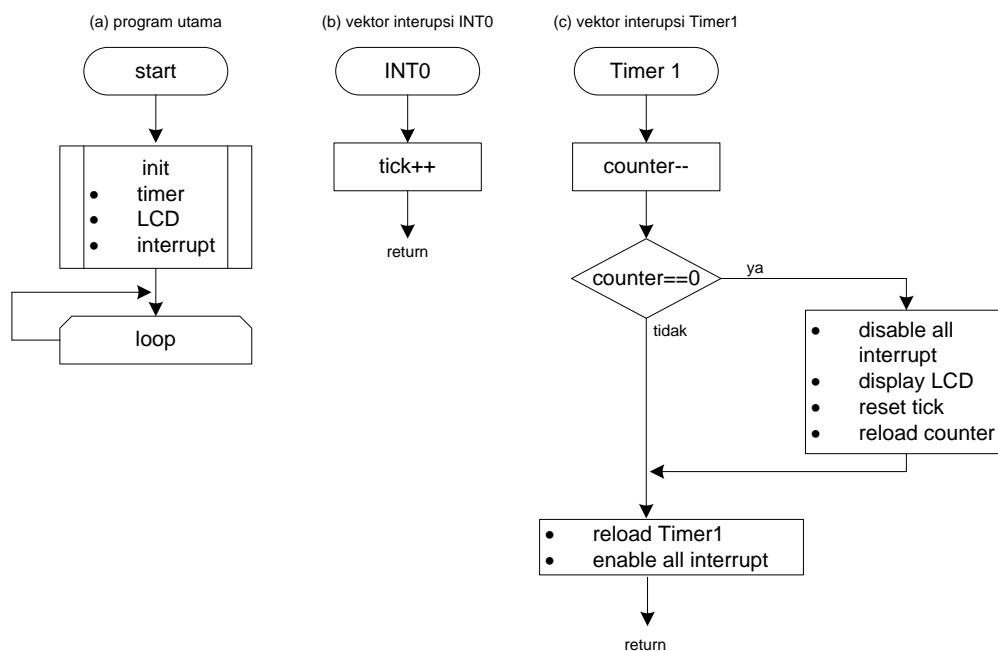 (a) program utama
start
init
• timer
• LCD
• interrupt
loop
(b) vektor interupsi INT0
INT0
tick++
return
(c) vektor interupsi Timer1
Timer 1
counter--
counter==0
ya
tidak
• disable all
interrupt
• display LCD
• reset tick
• reload counter
• reload Timer1
• enable all interrupt
return